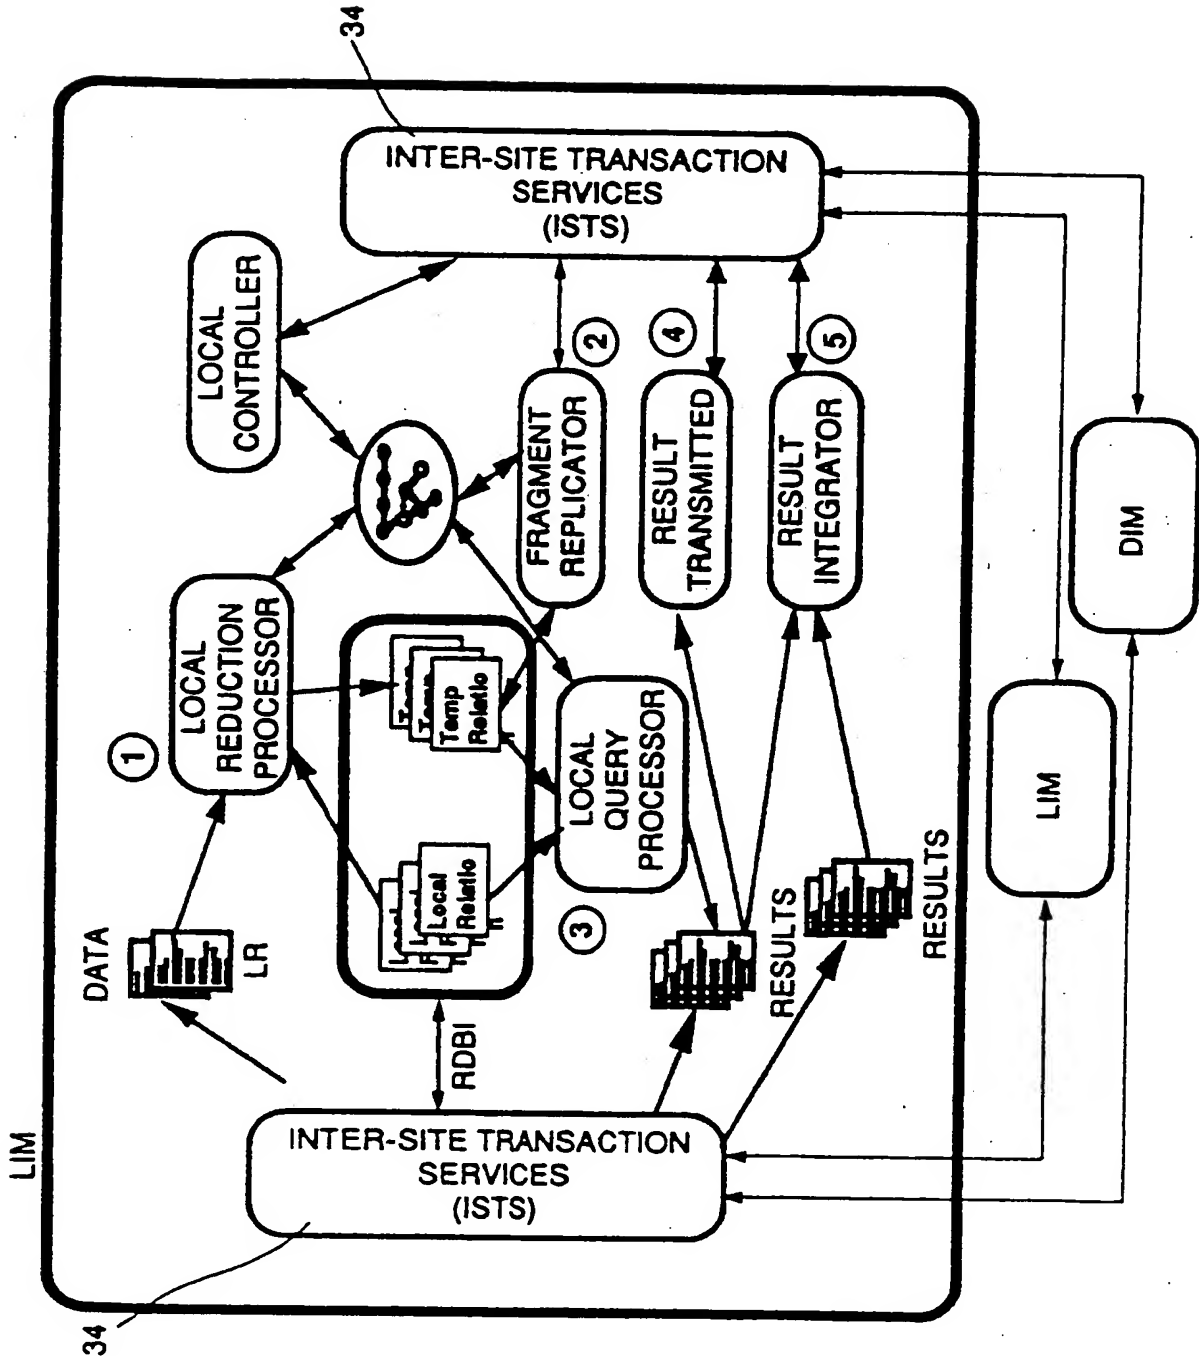 34
LIM
INTER-SITE TRANSACTION
SERVICES
(ISTS)
LOCAL
CONTROLLER
1
LOCAL
REDUCTION
PROCESSOR
DATA
LR
Temp
Relatio
n
Local
Relatio
n
RDBI
FRAGMENT
REPLICATOR
2
LOCAL
QUERY
PROCESSOR
3
RESULT
TRANSMITTED
4
RESULT
INTEGRATOR
5
RESULTS
RESULTS
INTER-SITE TRANSACTION
SERVICES
(ISTS)
34
LIM
DIM